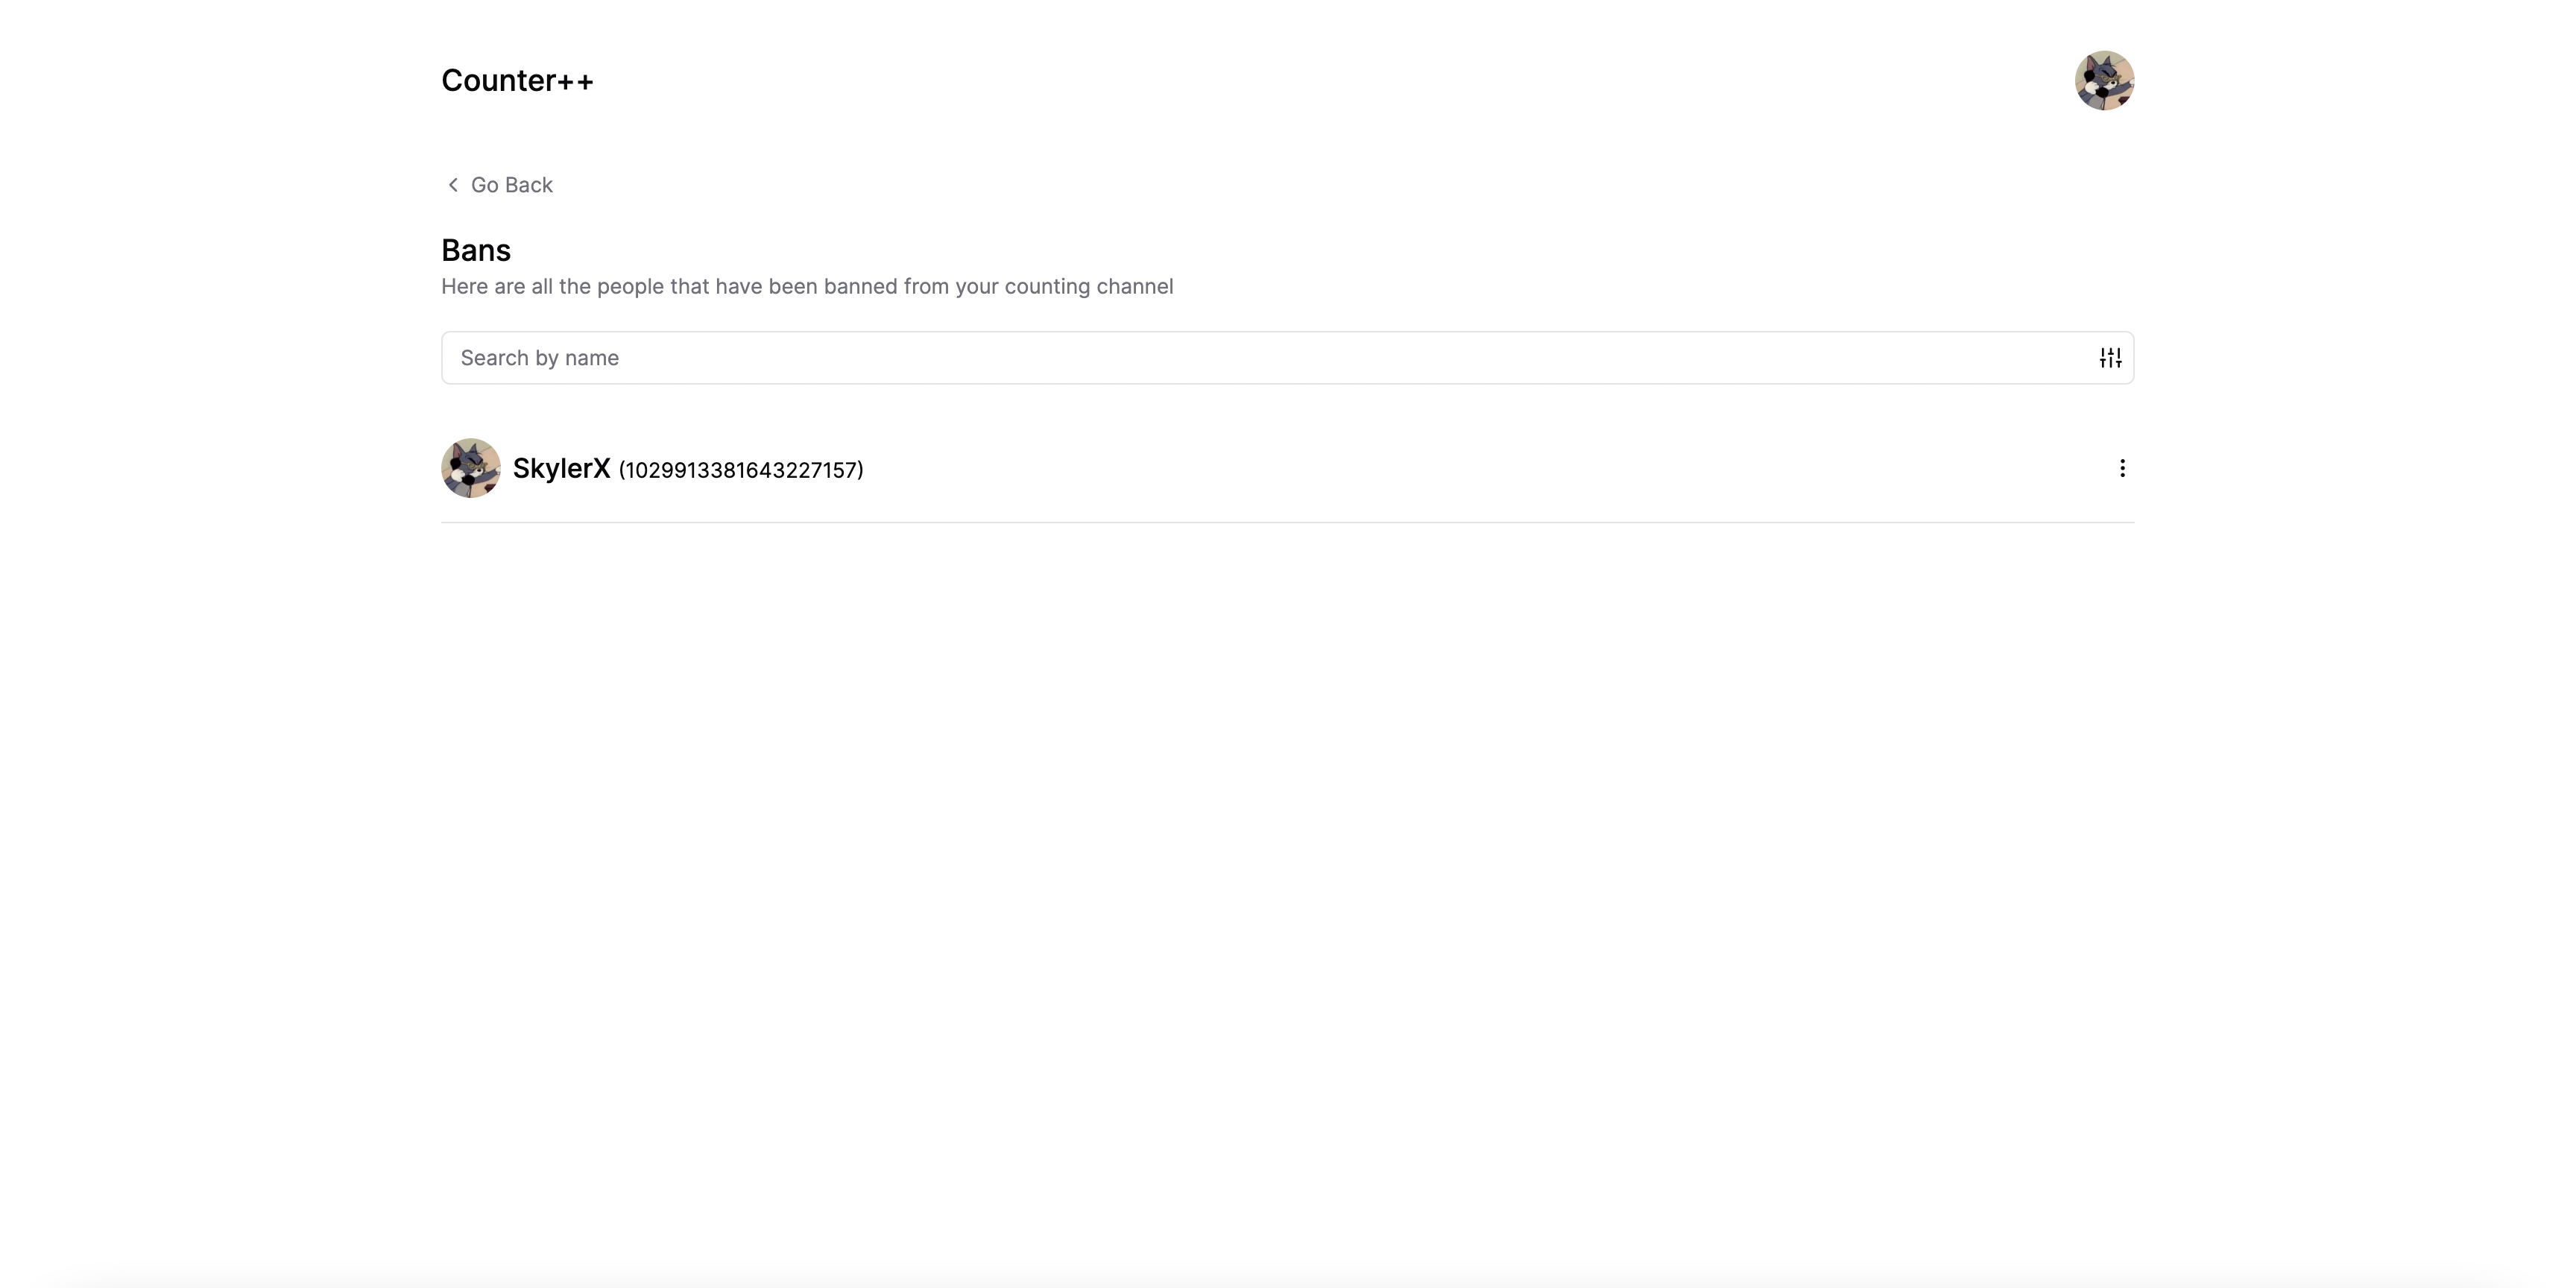 Counter++
Go Back
Bans
Here are all the people that have been banned from your counting channel
Search by name
SkylerX (1029913381643227157)